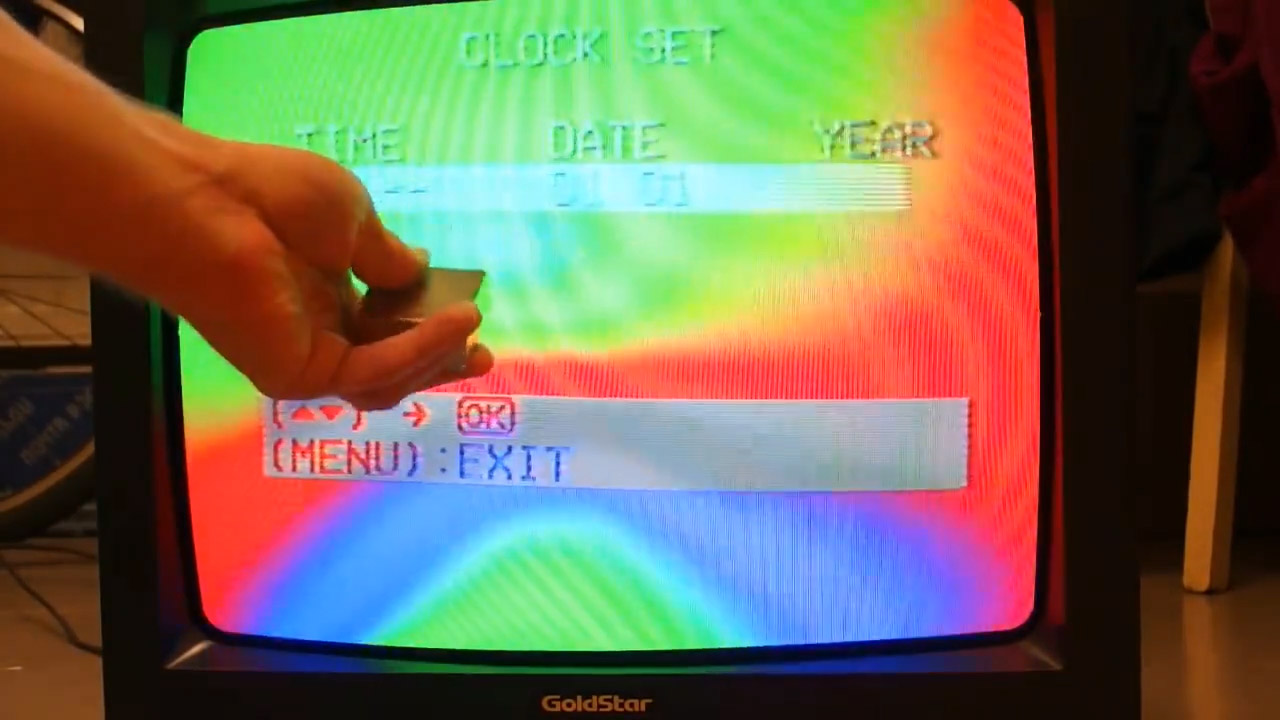 CLOCK SET
TIME DATE YEAR
-- 01 01
(▲▼) → (OK)
(MENU) :EXIT
GoldStar